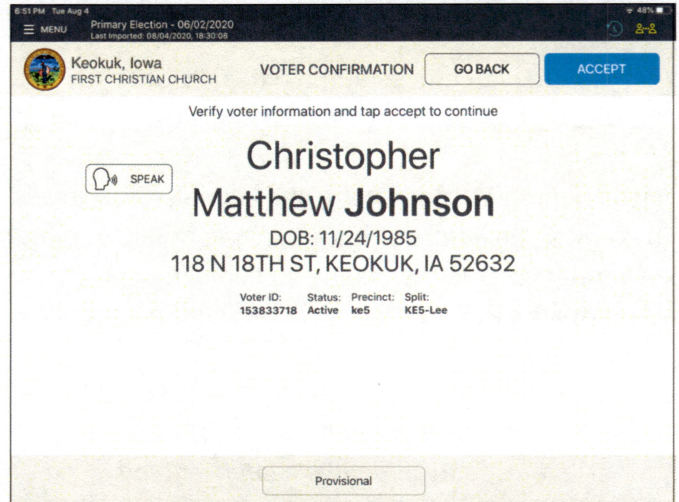 6:51 PM Tue Aug 4
48%
MENU
Primary Election - 06/02/2020
Last Imported: 08/04/2020, 18:30:08
Keokuk, Iowa
FIRST CHRISTIAN CHURCH
VOTER CONFIRMATION
GO BACK
ACCEPT
Verify voter information and tap accept to continue
SPEAK
Christopher
Matthew Johnson
DOB: 11/24/1985
118 N 18TH ST, KEOKUK, IA 52632
Voter ID: Status: Precinct: Split:
153833718 Active ke5 KE5-Lee
Provisional